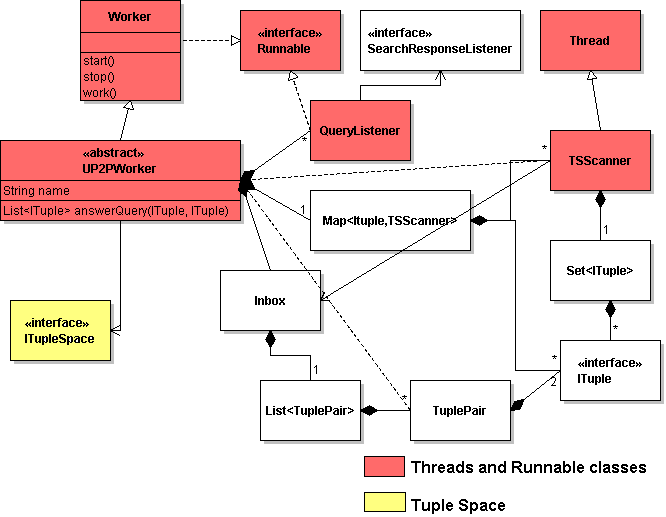 Worker
start()
stop()
work()
«interface»
Runnable
«interface»
SearchResponseListener
Thread
QueryListener
«abstract»
UP2PWorker
String name
List<ITuple> answerQuery(ITuple, ITuple)
*
*
TSScanner
1
Map<Ituple,TSScanner>
1
Set<ITuple>
Inbox
«interface»
ITupleSpace
*
*
2
«interface»
ITuple
1
List<TuplePair>
*
TuplePair
Threads and Runnable classes
Tuple Space